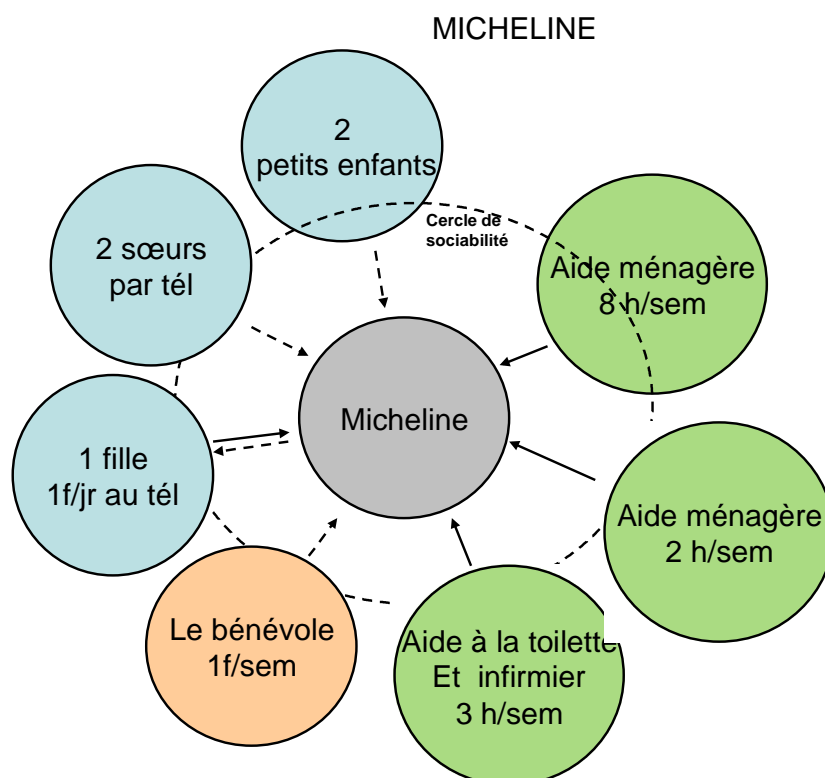 MICHELINE
2
petits enfants
Cercle de
sociabilité
2 sœurs
par tél
Aide ménagère
8 h/sem
Micheline
1 fille
1f/jr au tél
Aide ménagère
2 h/sem
Le bénévole
1f/sem
Aide à la toilette
Et infirmier
3 h/sem